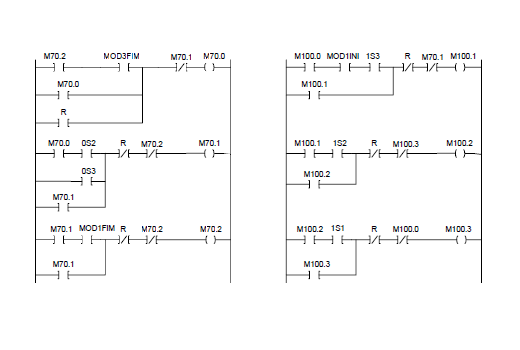 M70.2 MOD3FIM M70.1 M70.0
M70.0
R
M70.0 0S2 R M70.2 M70.1
0S3
M70.1
M70.1 MOD1FIM R M70.2 M70.2
M70.1
M100.0 MOD1INI 1S3 R M70.1 M100.1
M100.1
M100.1 1S2 R M100.3 M100.2
M100.2
M100.2 1S1 R M100.0 M100.3
M100.3